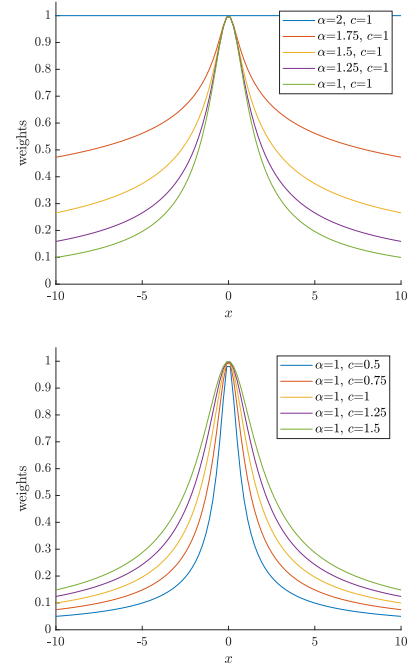 1
0.9
0.8
0.7
0.6
0.5
0.4
0.3
0.2
0.1
0
weights
-10 -5 0 5 10
x
α=2, c=1
α=1.75, c=1
α=1.5, c=1
α=1.25, c=1
α=1, c=1
1
0.9
0.8
0.7
0.6
0.5
0.4
0.3
0.2
0.1
0
weights
-10 -5 0 5 10
x
α=1, c=0.5
α=1, c=0.75
α=1, c=1
α=1, c=1.25
α=1, c=1.5